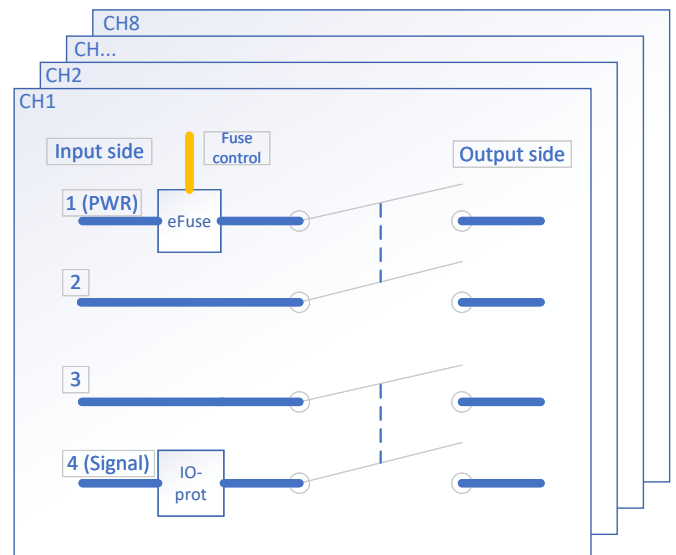 CH8
CH...
CH2
CH1
Fuse
control
Input side
Output side
1 (PWR)
eFuse
2
3
4 (Signal)
IO-
prot